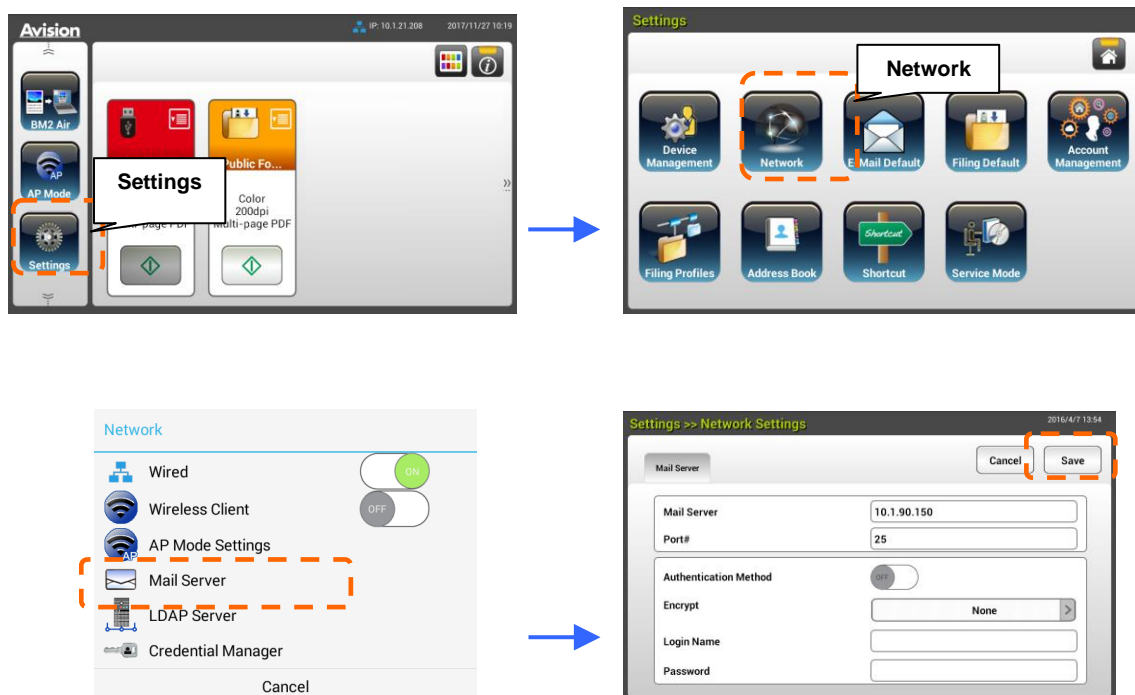 Avision
IP: 10.1.21.208
2017/11/27 10:19
BM2 Air
AP
AP Mode
Settings
Public Fo...
Color
200dpi
Multi-page PDF
Settings
Settings
Network
Device
Management
Network
E-Mail Default
Filing Default
Account
Management
Filing Profiles
Address Book
Shortcut
Shortcut
Service Mode
Network
Wired
ON
Wireless Client
OFF
AP
AP Mode Settings
Mail Server
LDAP Server
Credential Manager
Cancel
Settings >> Network Settings
2016/4/7 13:54
Mail Server
Cancel
Save
Mail Server
10.1.90.150
Port#
25
Authentication Method
OFF
Encrypt
None
Login Name
Password